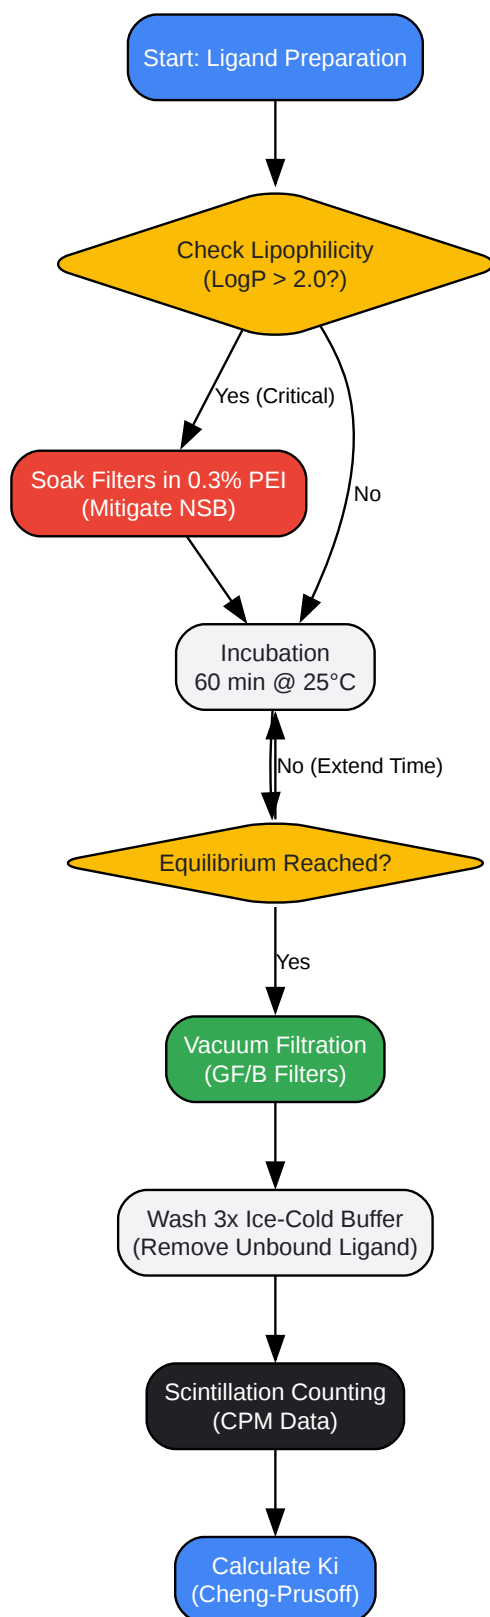 Start: Ligand Preparation
Check Lipophilicity
(LogP > 2.0?)
Yes (Critical)
Soak Filters in 0.3% PEI
(Mitigate NSB)
No
Incubation
60 min @ 25°C
No (Extend Time)
Equilibrium Reached?
Yes
Vacuum Filtration
(GF/B Filters)
Wash 3x Ice-Cold Buffer
(Remove Unbound Ligand)
Scintillation Counting
(CPM Data)
Calculate Ki
(Cheng-Prusoff)